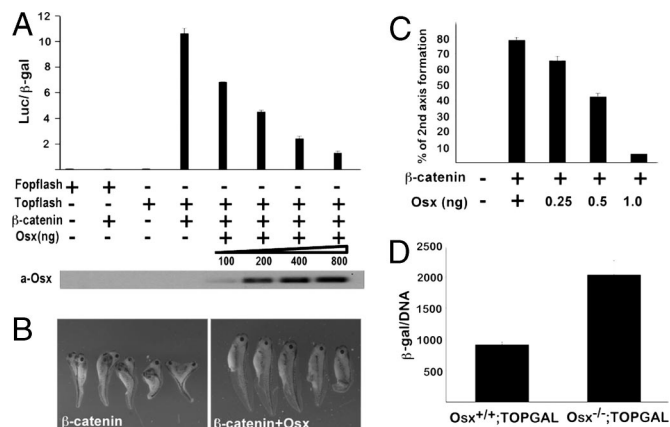 A
Luc/β-gal
12
10
8
6
4
2
Fopflash + + - - - - - -
Topflash - - + + + + + +
β-catenin - + - + + + + +
Osx(ng) - - - - + + + +
100 200 400 800
a-Osx
B
β-catenin
β-catenin+Osx
C
% of 2nd axis formation
80
70
60
50
40
30
20
10
β-catenin - + + + +
Osx (ng) - + 0.25 0.5 1.0
D
β-gal/DNA
2500
2000
1500
1000
500
Osx+/+;TOPGAL Osx-/-;TOPGAL